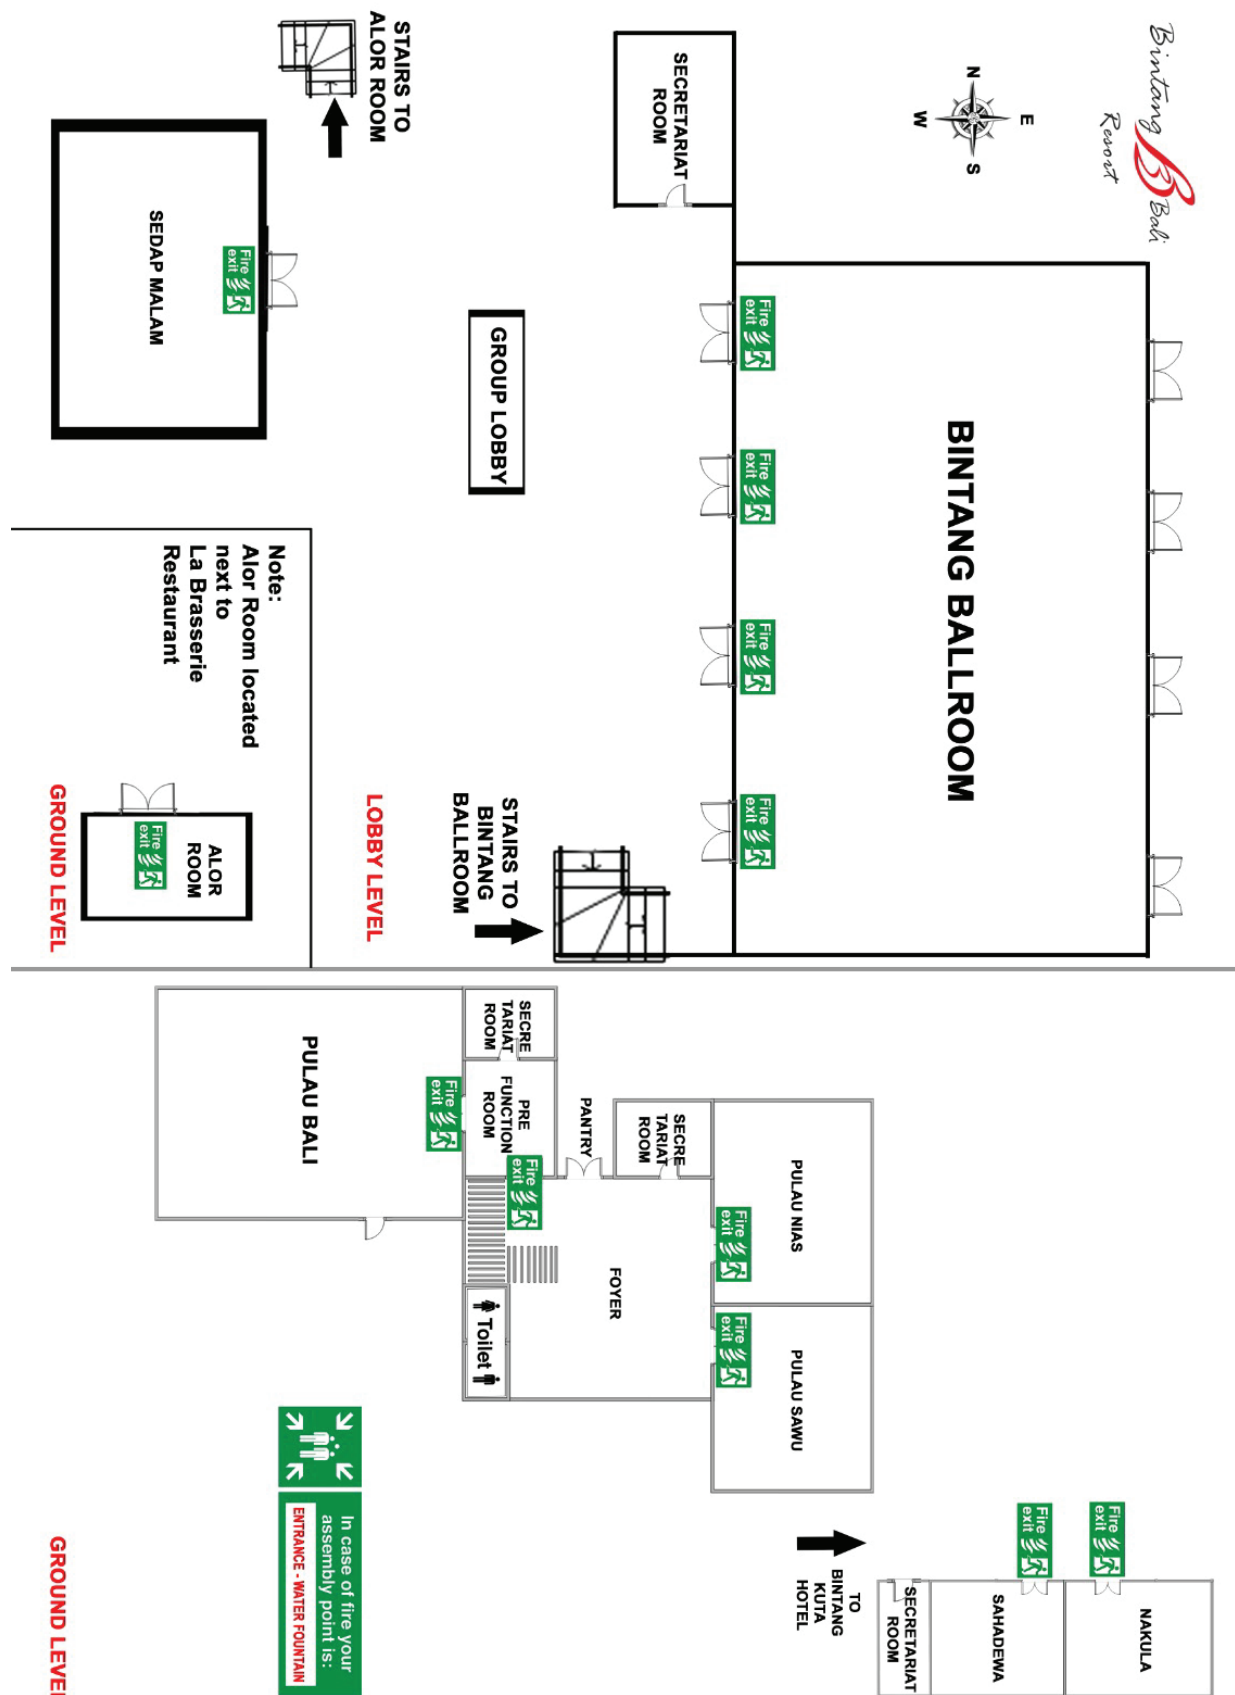 Bintang Bali
Resort
N
E
S
W
SECRETARIAT
ROOM
STAIRS TO
ALOR ROOM
SEDAP MALAM
Fire
exit
GROUP LOBBY
BINTANG BALLROOM
Fire
exit
Fire
exit
Fire
exit
Fire
exit
Note:
Alor Room located
next to
La Brasserie
Restaurant
ALOR
ROOM
Fire
exit
GROUND LEVEL
LOBBY LEVEL
STAIRS TO
BINTANG
BALLROOM
PULAU BALI
Fire
exit
SECRE
TARIAT
ROOM
PRE
FUNCTION
ROOM
Fire
exit
PANTRY
SECRE
TARIAT
ROOM
PULAU NIAS
Fire
exit
FOYER
Toilet
PULAU SAWU
Fire
exit
In case of fire your
assembly point is:
ENTRANCE - WATER FOUNTAIN
TO
BINTANG
KUTA
HOTEL
Fire
exit
Fire
exit
SECRETARIAT
ROOM
SAHADEWA
NAKULA
GROUND LEVEL